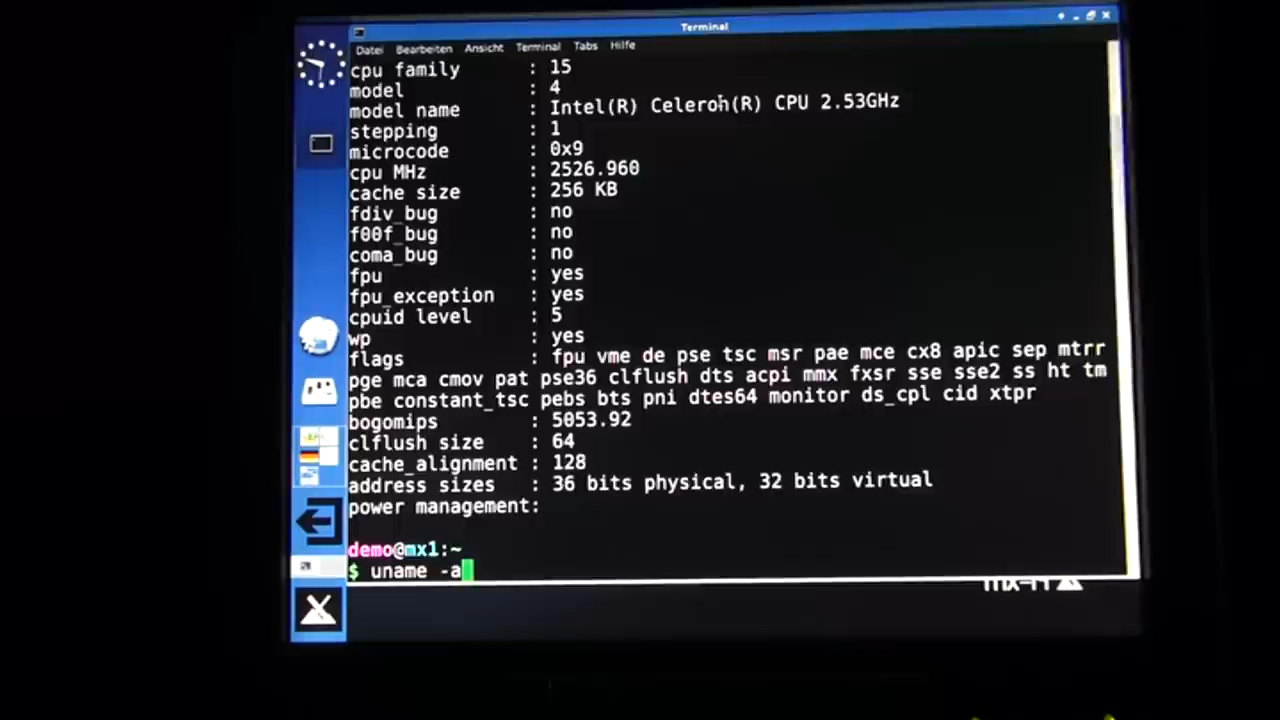 Terminal
Datei Bearbeiten Ansicht Terminal Tabs Hilfe
cpu family : 15
model : 4
model name : Intel(R) Celeron(R) CPU 2.53GHz
stepping : 1
microcode : 0x9
cpu MHz : 2526.960
cache size : 256 KB
fdiv_bug : no
f00f_bug : no
coma_bug : no
fpu : yes
fpu_exception : yes
cpuid level : 5
wp : yes
flags : fpu vme de pse tsc msr pae mce cx8 apic sep mtrr
pge mca cmov pat pse36 clflush dts acpi mmx fxsr sse sse2 ss ht tm
pbe constant_tsc pebs bts pni dtes64 monitor ds_cpl cid xtpr
bogomips : 5053.92
clflush size : 64
cache_alignment : 128
address sizes : 36 bits physical, 32 bits virtual
power management:
demo@mx1:~
$ uname -a